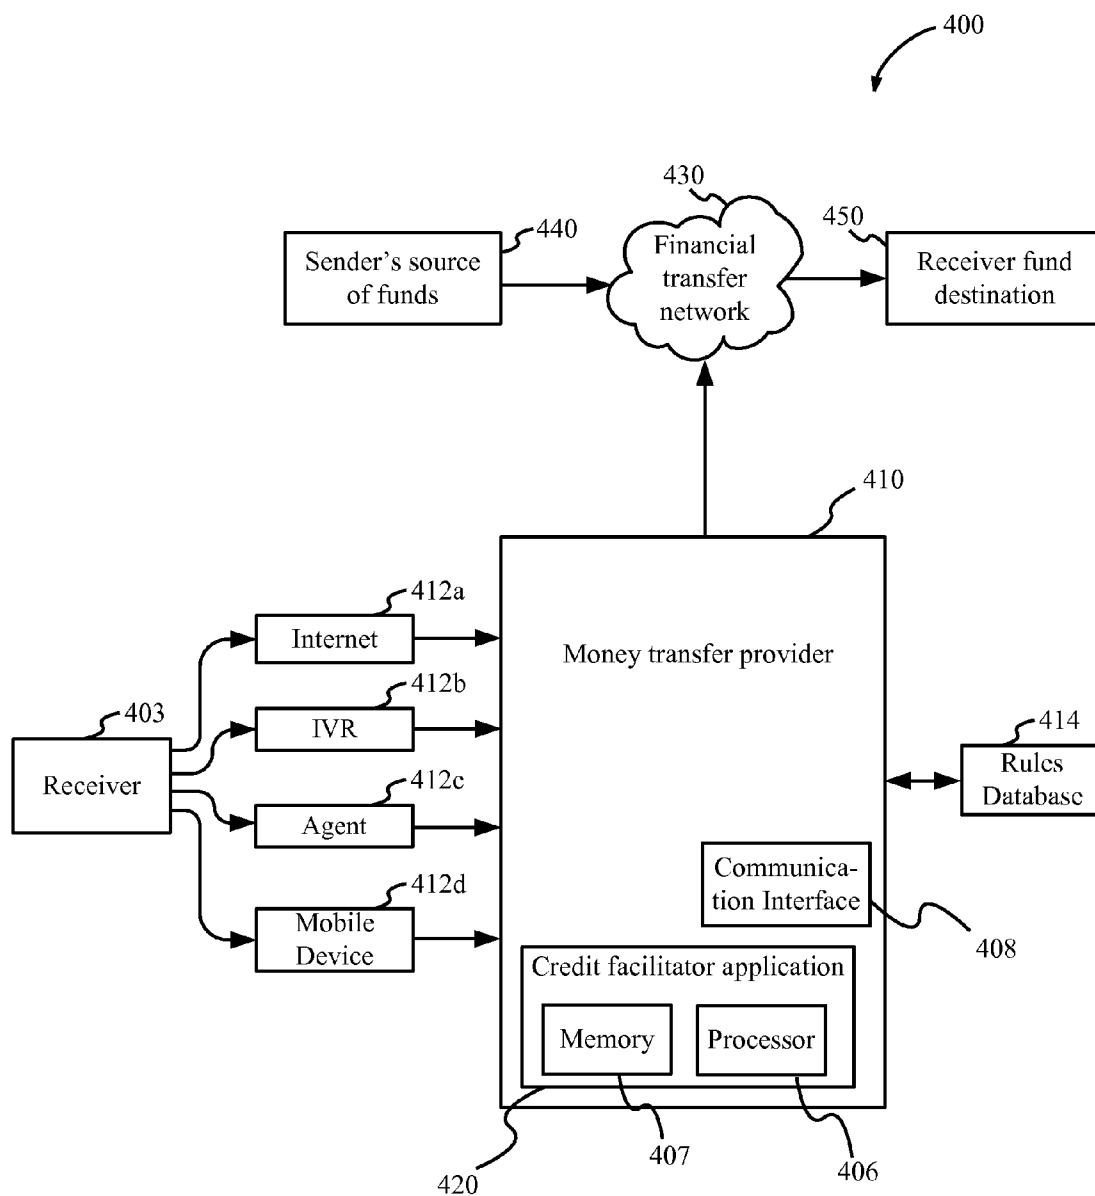 400
430
440
450
Sender's source
of funds
Financial
transfer
network
Receiver fund
destination
410
412a
Internet
Money transfer provider
412b
IVR
403
Receiver
412c
Agent
414
Rules
Database
412d
Mobile
Device
Communica-
tion Interface
408
Credit facilitator application
Memory
Processor
420
407
406